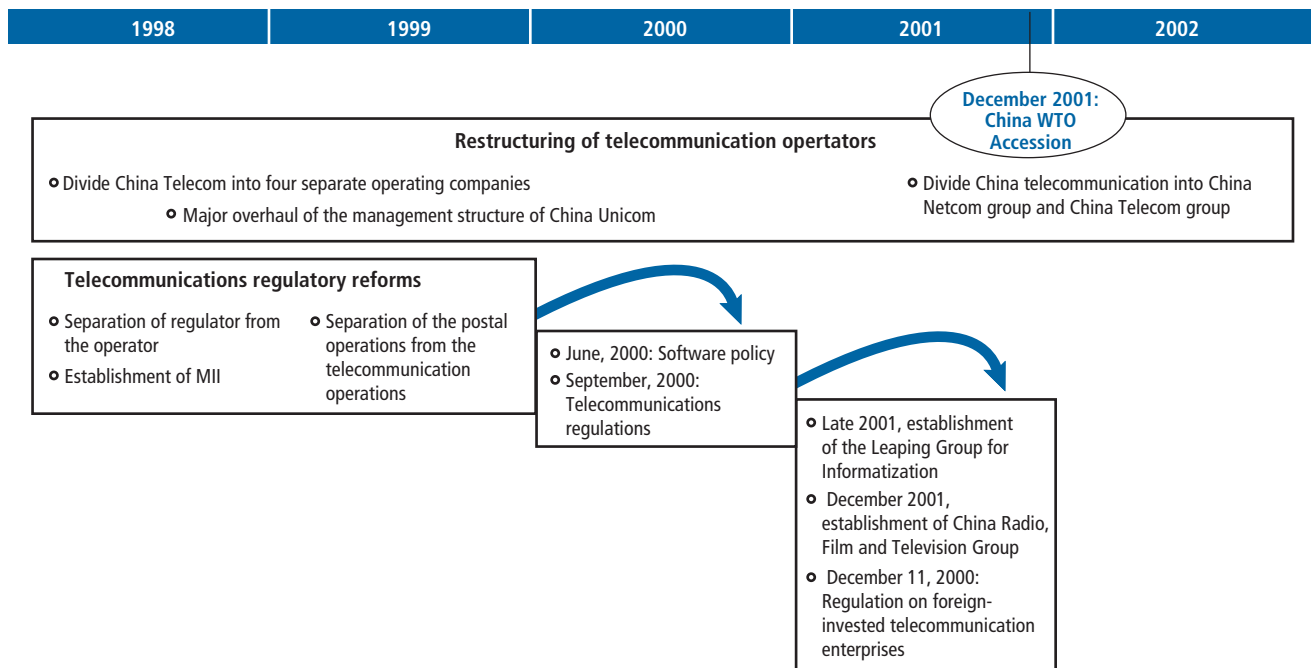 1998
1999
2000
2001
2002
December 2001:
China WTO
Accession
Restructuring of telecommunication opertators
Divide China Telecom into four separate operating companies
Major overhaul of the management structure of China Unicom
Divide China telecommunication into China
Netcom group and China Telecom group
Telecommunications regulatory reforms
Separation of regulator from
the operator
Establishment of MII
Separation of the postal
operations from the
telecommunication
operations
June, 2000: Software policy
September, 2000:
Telecommunications
regulations
Late 2001, establishment
of the Leaping Group for
Informatization
December 2001,
establishment of China Radio,
Film and Television Group
December 11, 2000:
Regulation on foreign-
invested telecommunication
enterprises